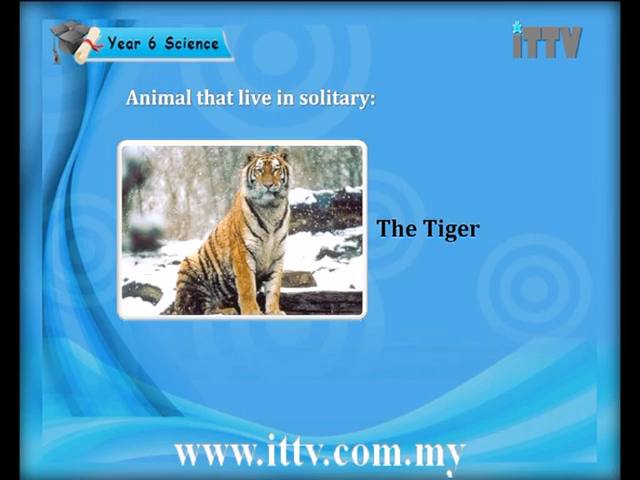 Year 6 Science
iTTV
Animal that live in solitary:
The Tiger
www.ittv.com.my